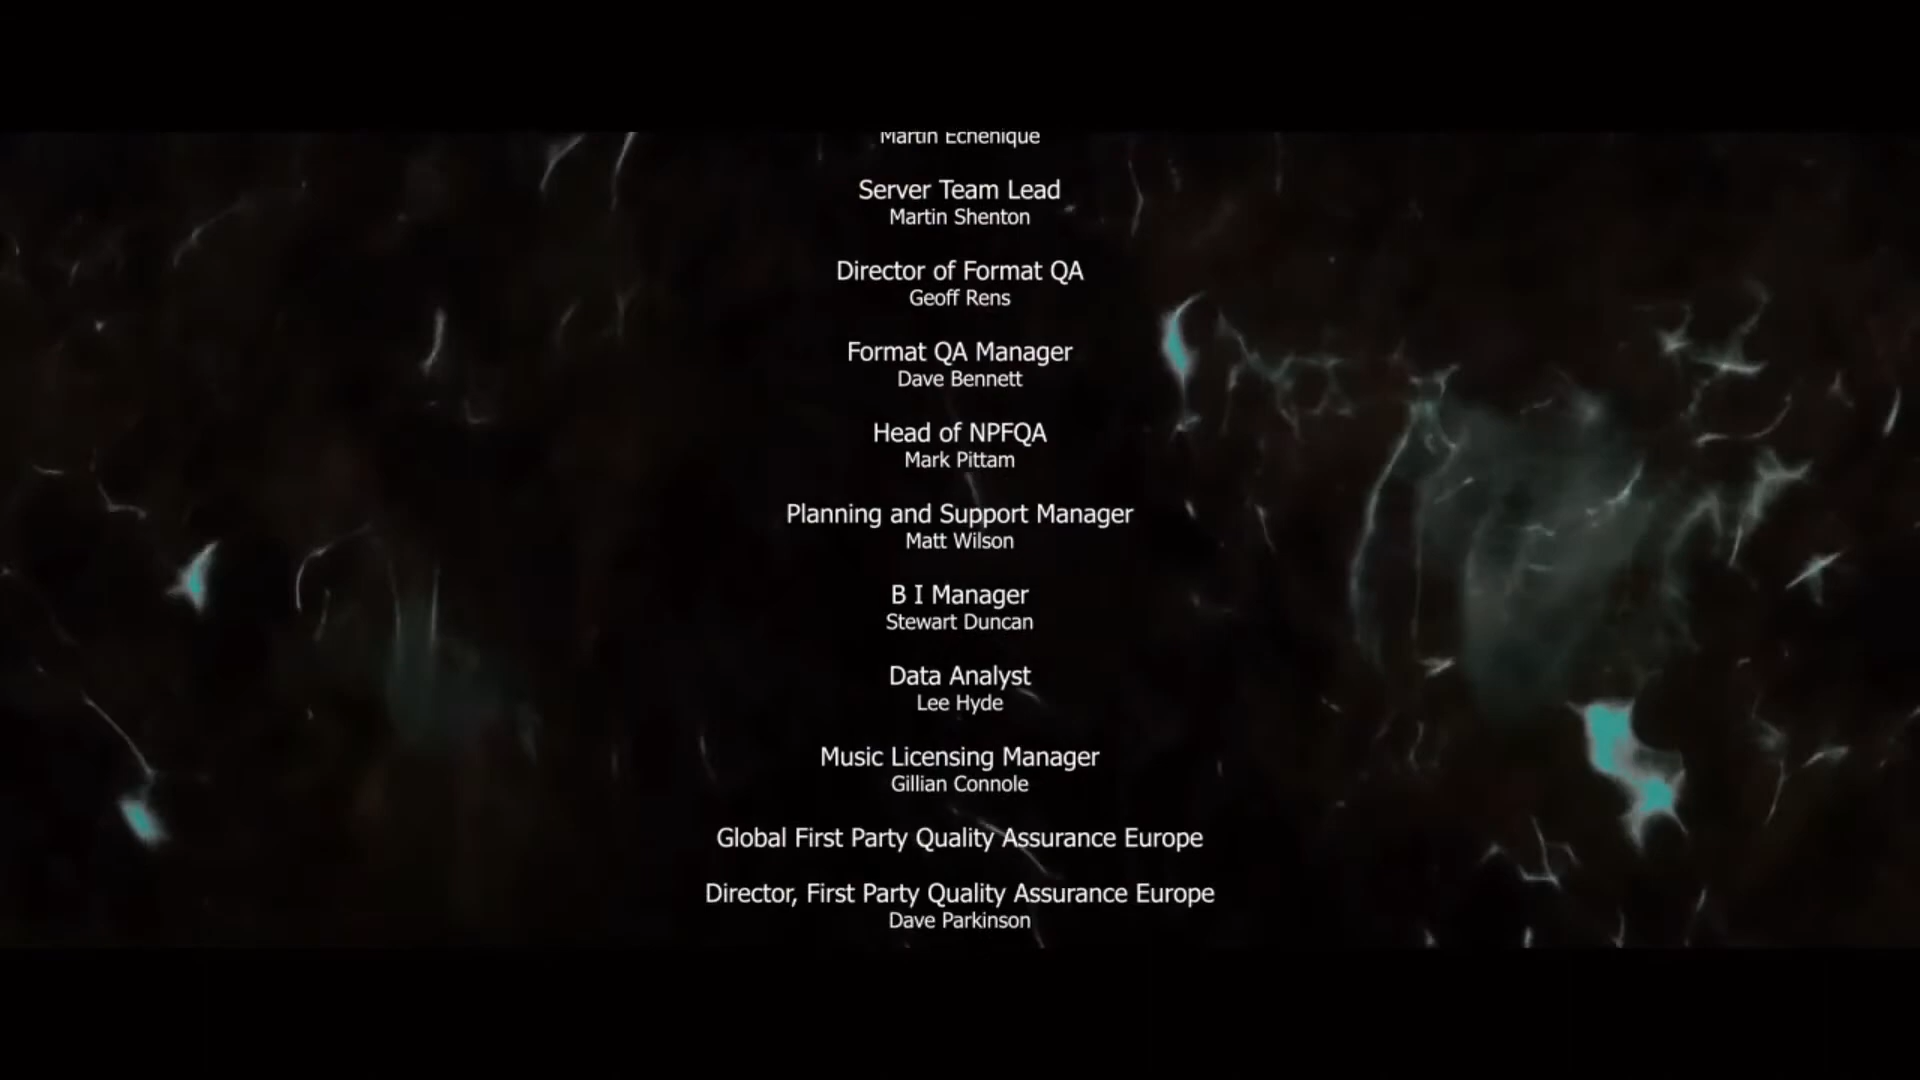 Martin Echenique
Server Team Lead
Martin Shenton
Director of Format QA
Geoff Rens
Format QA Manager
Dave Bennett
Head of NPFQA
Mark Pittam
Planning and Support Manager
Matt Wilson
B I Manager
Stewart Duncan
Data Analyst
Lee Hyde
Music Licensing Manager
Gillian Connole
Global First Party Quality Assurance Europe
Director, First Party Quality Assurance Europe
Dave Parkinson